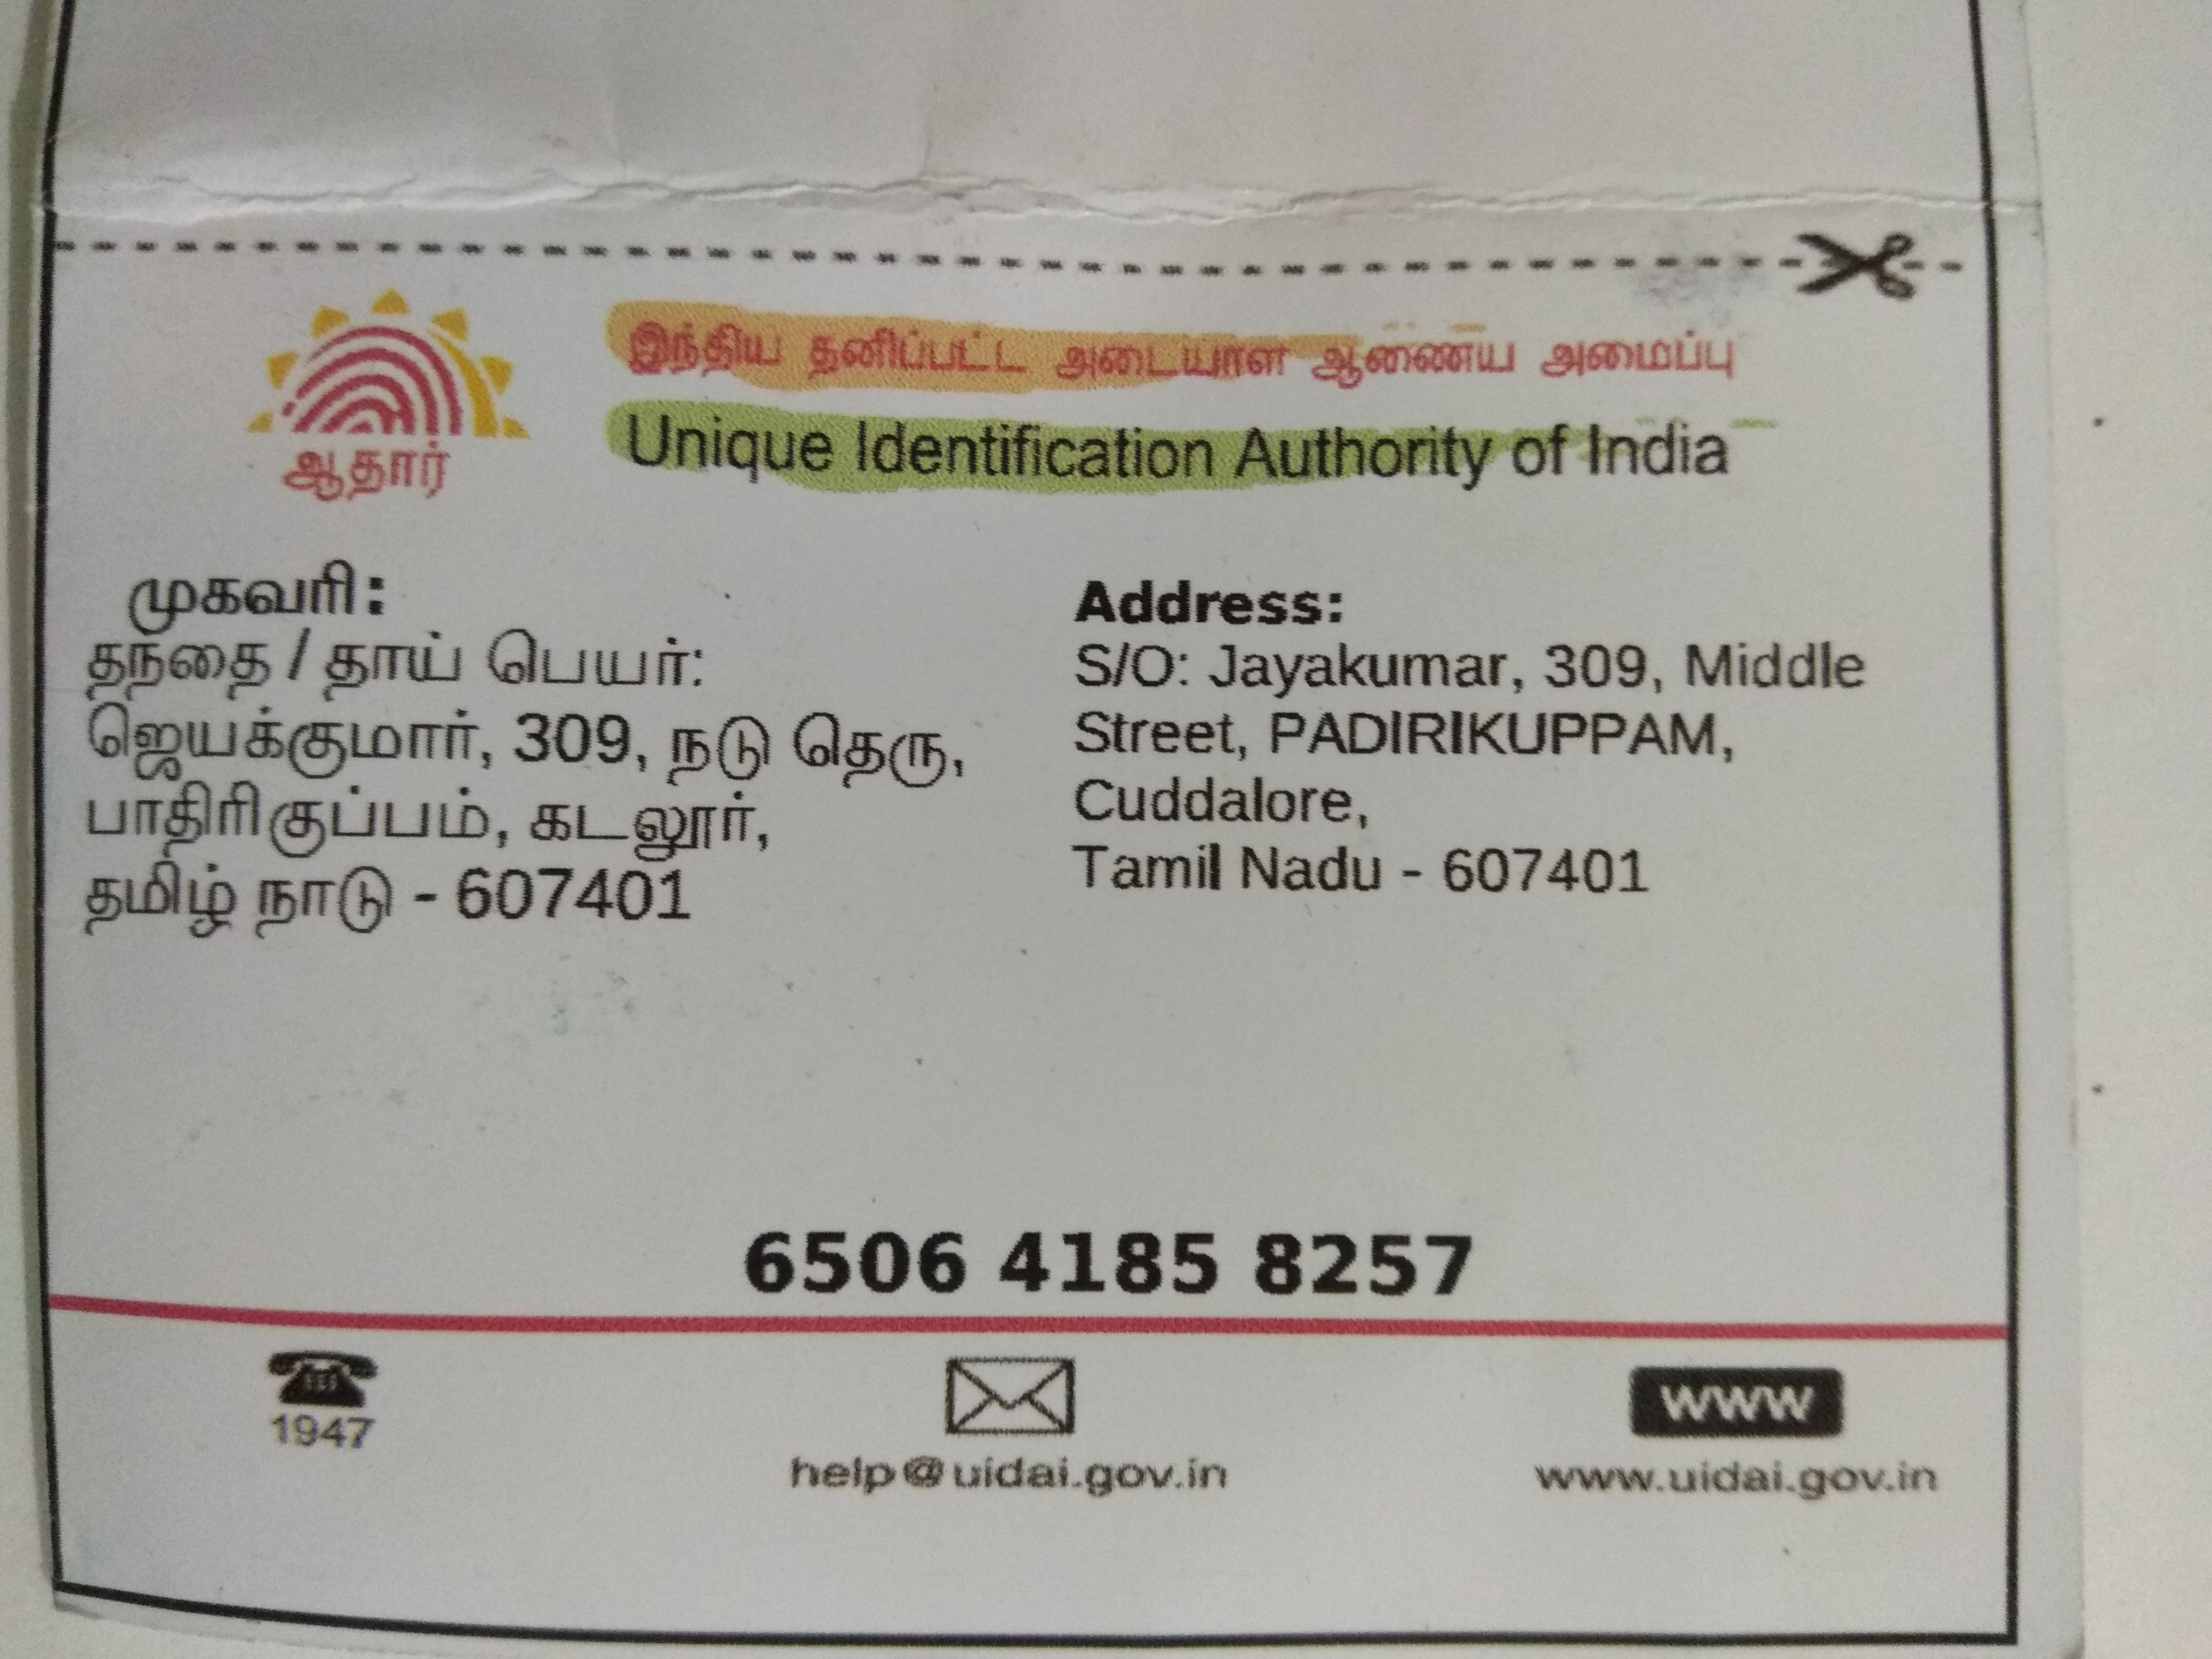 ஆதார்
இந்திய தனிப்பட்ட அடையாள ஆணைய அமைப்பு
Unique Identification Authority of India
முகவரி:
தந்தை / தாய் பெயர்:
ஜெயக்குமார், 309, நடு தெரு,
பாதிரிகுப்பம், கடலூர்,
தமிழ் நாடு - 607401
Address:
S/O: Jayakumar, 309, Middle
Street, PADIRIKUPPAM,
Cuddalore,
Tamil Nadu - 607401
6506 4185 8257
1947
help@uidai.gov.in
www
www.uidai.gov.in